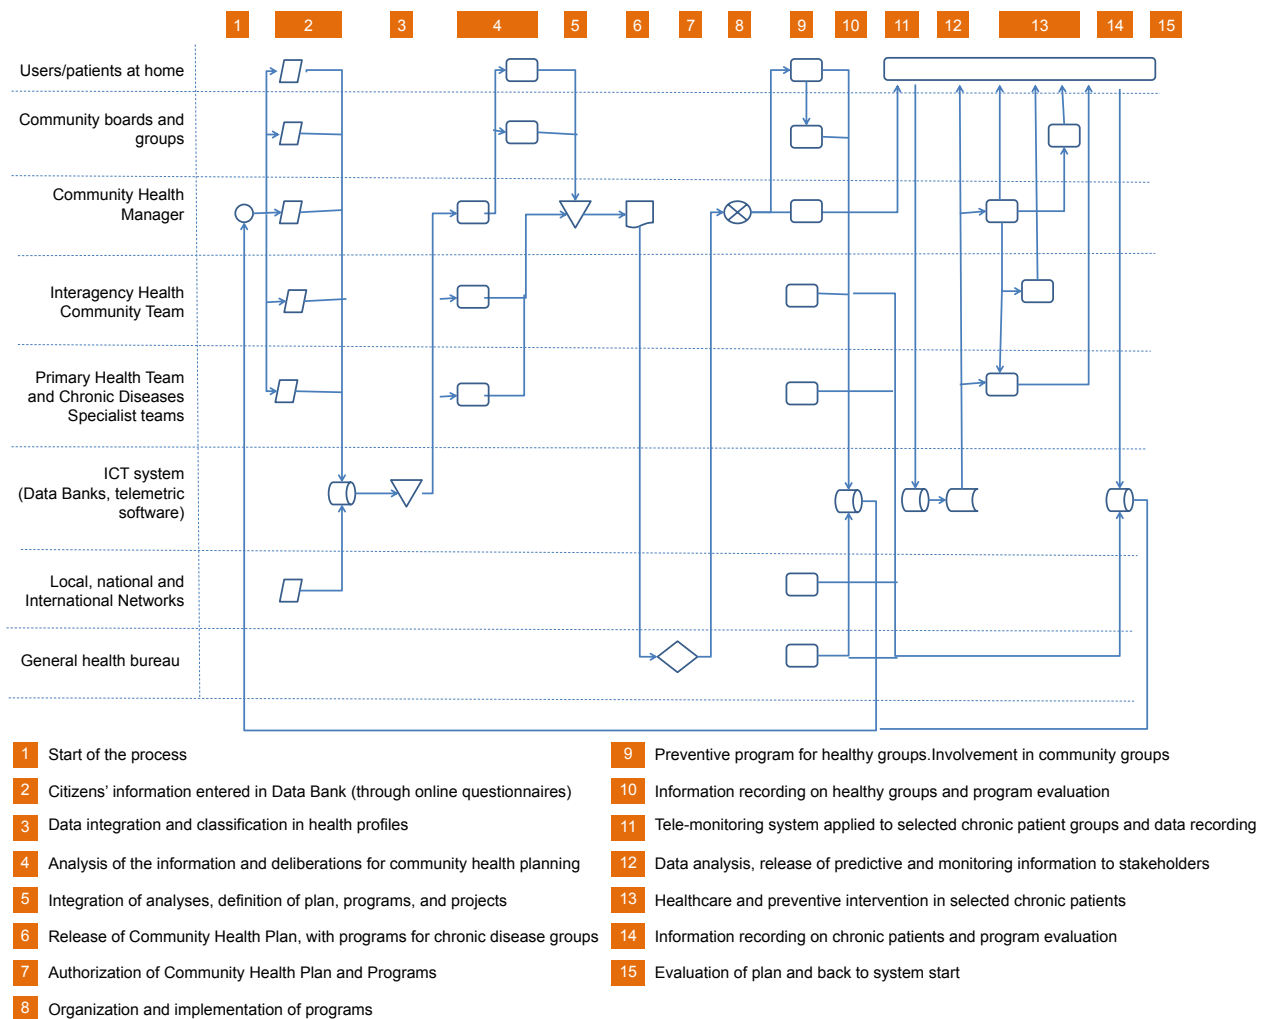 1 2 3 4 5 6 7 8 9 10 11 12 13 14 15
Users/patients at home
Community boards and
groups
Community Health
Manager
Interagency Health
Community Team
Primary Health Team
and Chronic Diseases
Specialist teams
ICT system
(Data Banks, telemetric
software)
Local, national and
International Networks
General health bureau
1 Start of the process
2 Citizens’ information entered in Data Bank (through online questionnaires)
3 Data integration and classification in health profiles
4 Analysis of the information and deliberations for community health planning
5 Integration of analyses, definition of plan, programs, and projects
6 Release of Community Health Plan, with programs for chronic disease groups
7 Authorization of Community Health Plan and Programs
8 Organization and implementation of programs
9 Preventive program for healthy groups.Involvement in community groups
10 Information recording on healthy groups and program evaluation
11 Tele-monitoring system applied to selected chronic patient groups and data recording
12 Data analysis, release of predictive and monitoring information to stakeholders
13 Healthcare and preventive intervention in selected chronic patients
14 Information recording on chronic patients and program evaluation
15 Evaluation of plan and back to system start